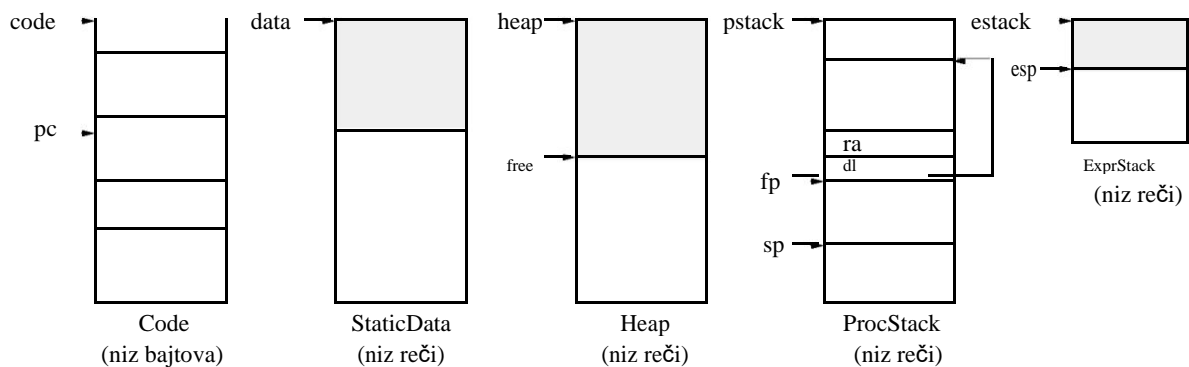 code
data
heap
pstack
estack
esp
pc
ra
free
dl
fp
ExprStack
(niz reči)
sp
Code
StaticData
Heap
ProcStack
(niz bajtova)
(niz reči)
(niz reči)
(niz reči)